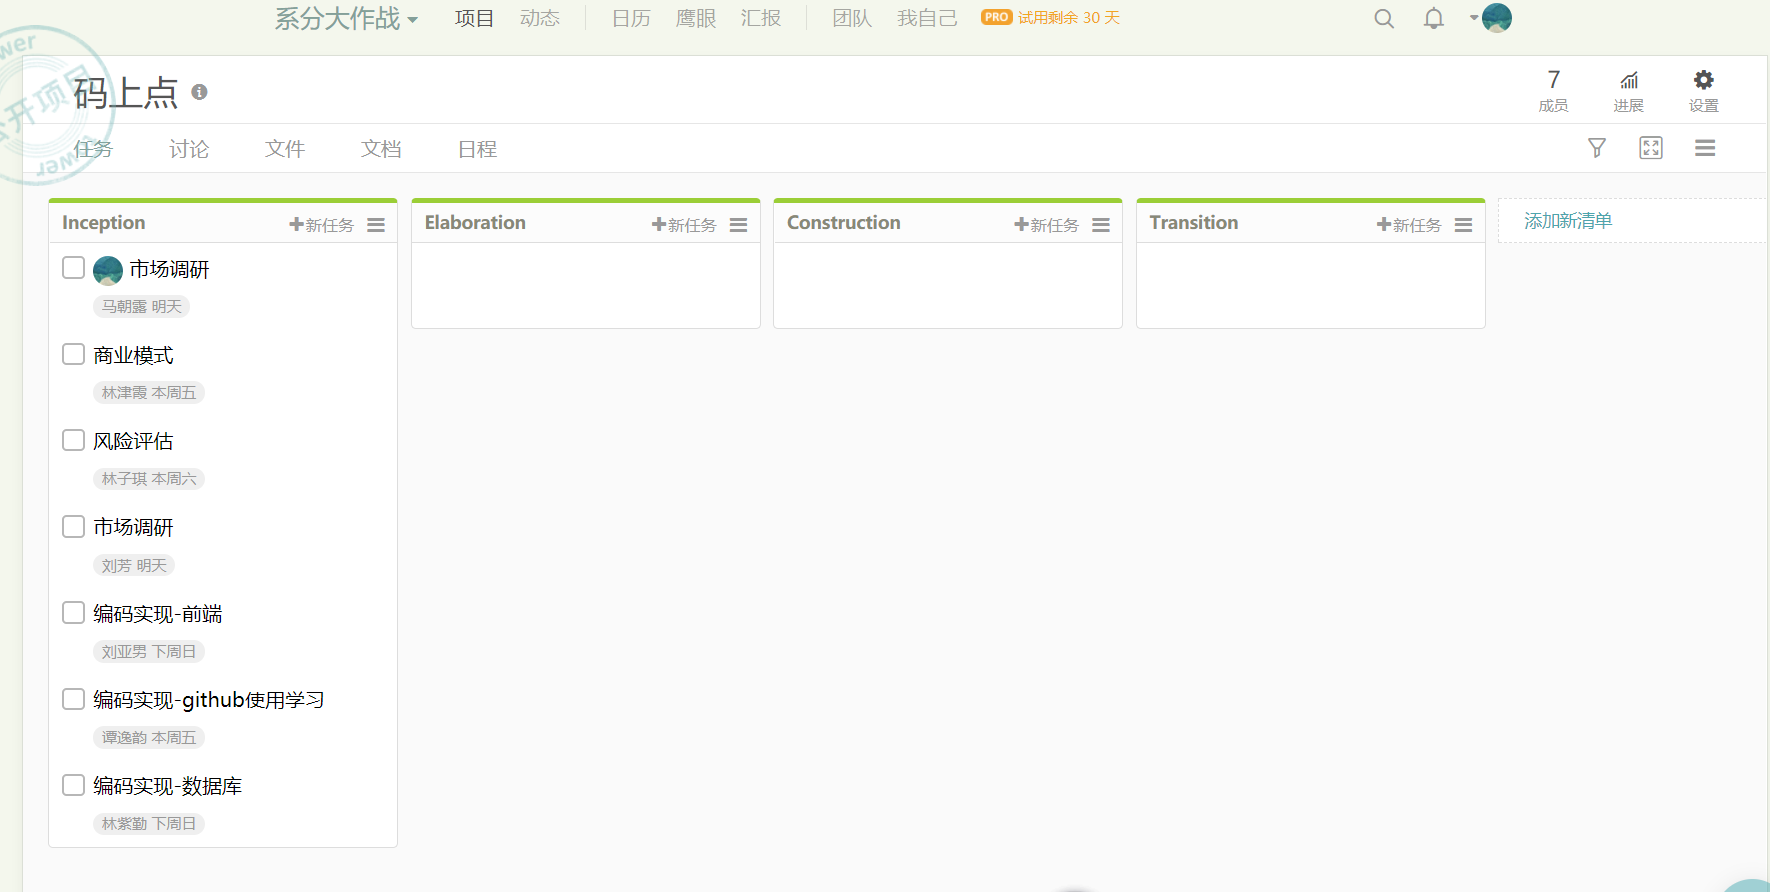 系分大作战 项目 动态 日历 鹰眼 汇报 团队 我自己 PRO 试用剩余 30 天
码上点 7 成员 进展 设置
公开项目
任务 讨论 文件 文档 日程
Inception +新任务
市场调研
马朝露 明天
商业模式
林津霞 本周五
风险评估
林子琪 本周六
市场调研
刘芳 明天
编码实现-前端
刘亚男 下周日
编码实现-github使用学习
谭逸韵 本周五
编码实现-数据库
林紫勤 下周日
Elaboration +新任务
Construction +新任务
Transition +新任务
添加新清单